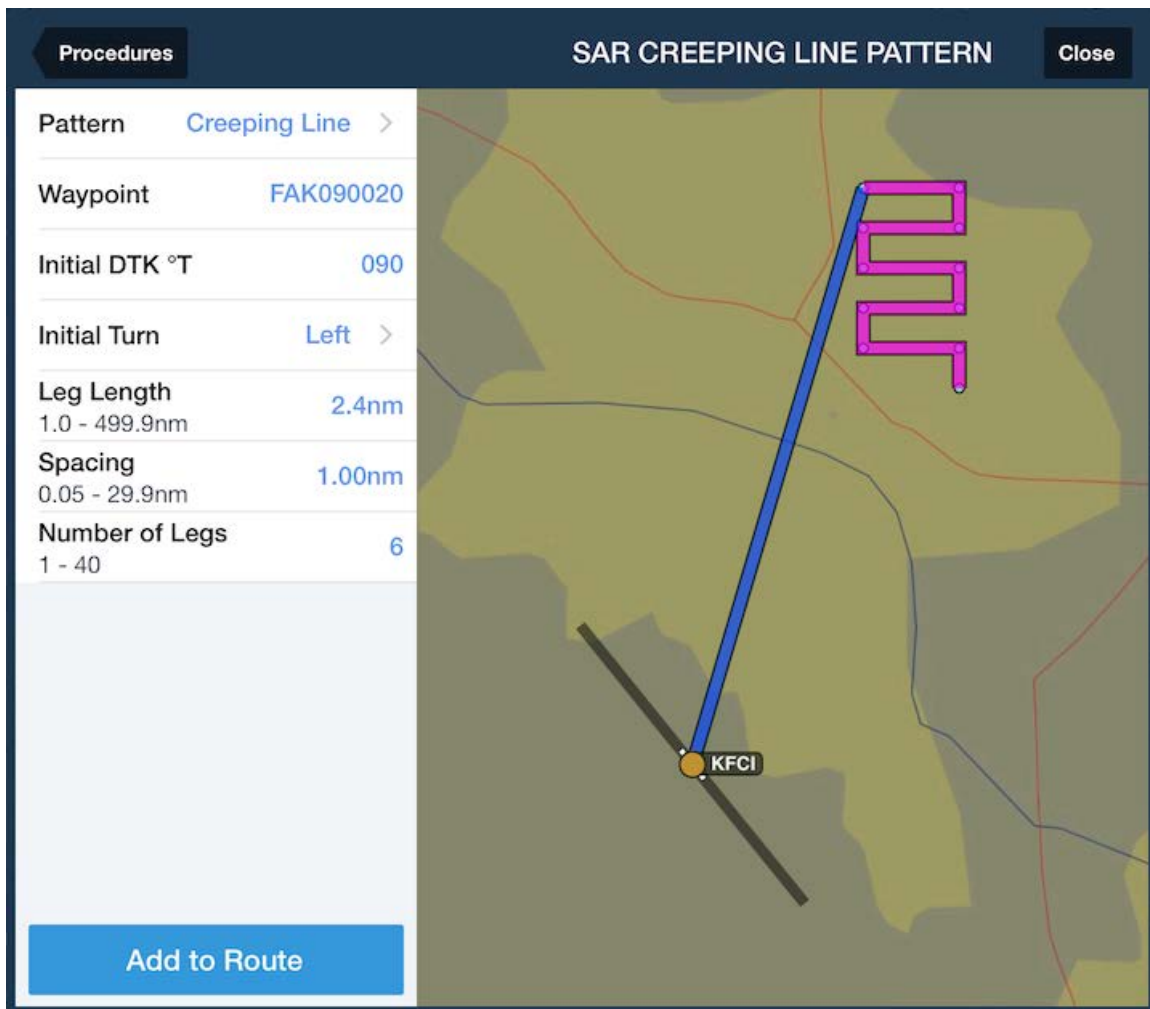 Procedures
SAR CREEPING LINE PATTERN
Close
Pattern Creeping Line
Waypoint FAK090020
Initial DTK °T 090
Initial Turn Left
Leg Length
1.0 - 499.9nm
2.4nm
Spacing
0.05 - 29.9nm
1.00nm
Number of Legs
1 - 40
6
KFCI
Add to Route